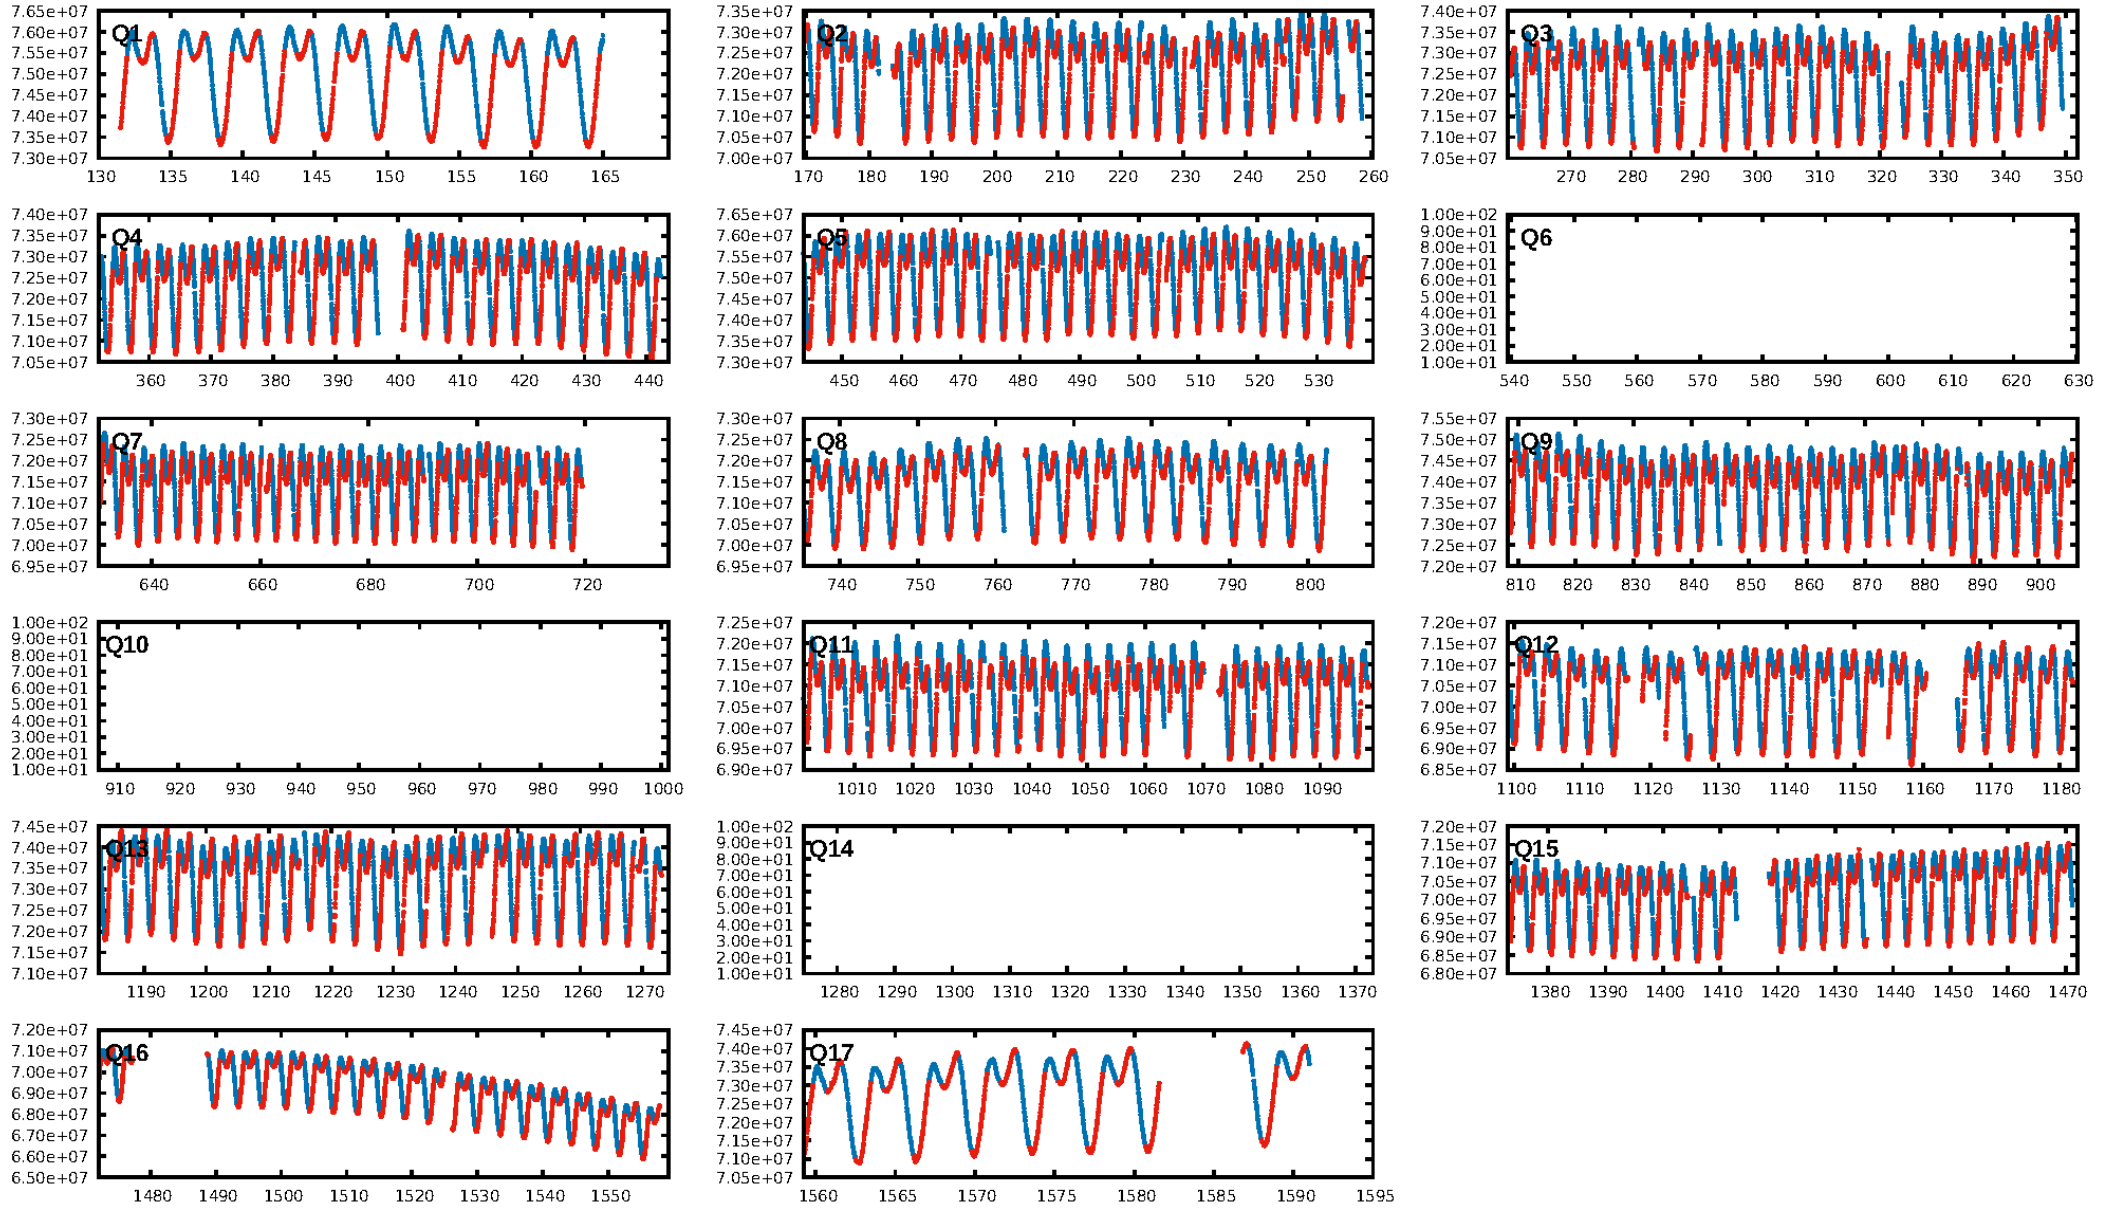 7.65e+07
7.60e+07
7.55e+07
7.50e+07
7.45e+07
7.40e+07
7.35e+07
7.30e+07
Q1
130 135 140 145 150 155 160 165
7.35e+07
7.30e+07
7.25e+07
7.20e+07
7.15e+07
7.10e+07
7.05e+07
7.00e+07
Q2
170 180 190 200 210 220 230 240 250 260
7.40e+07
7.35e+07
7.30e+07
7.25e+07
7.20e+07
7.15e+07
7.10e+07
7.05e+07
Q3
270 280 290 300 310 320 330 340 350
7.40e+07
7.35e+07
7.30e+07
7.25e+07
7.20e+07
7.15e+07
7.10e+07
7.05e+07
Q4
360 370 380 390 400 410 420 430 440
7.65e+07
7.60e+07
7.55e+07
7.50e+07
7.45e+07
7.40e+07
7.35e+07
7.30e+07
Q5
450 460 470 480 490 500 510 520 530
1.00e+02
9.00e+01
8.00e+01
7.00e+01
6.00e+01
5.00e+01
4.00e+01
3.00e+01
2.00e+01
1.00e+01
Q6
540 550 560 570 580 590 600 610 620 630
7.30e+07
7.25e+07
7.20e+07
7.15e+07
7.10e+07
7.05e+07
7.00e+07
6.95e+07
Q7
640 660 680 700 720
7.30e+07
7.25e+07
7.20e+07
7.15e+07
7.10e+07
7.05e+07
7.00e+07
6.95e+07
Q8
740 750 760 770 780 790 800
7.55e+07
7.50e+07
7.45e+07
7.40e+07
7.35e+07
7.30e+07
7.25e+07
7.20e+07
Q9
810 820 830 840 850 860 870 880 890 900
1.00e+02
9.00e+01
8.00e+01
7.00e+01
6.00e+01
5.00e+01
4.00e+01
3.00e+01
2.00e+01
1.00e+01
Q10
910 920 930 940 950 960 970 980 990 1000
7.25e+07
7.20e+07
7.15e+07
7.10e+07
7.05e+07
7.00e+07
6.95e+07
6.90e+07
Q11
1010 1020 1030 1040 1050 1060 1070 1080 1090
7.20e+07
7.15e+07
7.10e+07
7.05e+07
7.00e+07
6.95e+07
6.90e+07
6.85e+07
Q12
1100 1110 1120 1130 1140 1150 1160 1170 1180
7.45e+07
7.40e+07
7.35e+07
7.30e+07
7.25e+07
7.20e+07
7.15e+07
7.10e+07
Q13
1190 1200 1210 1220 1230 1240 1250 1260 1270
1.00e+02
9.00e+01
8.00e+01
7.00e+01
6.00e+01
5.00e+01
4.00e+01
3.00e+01
2.00e+01
1.00e+01
Q14
1280 1290 1300 1310 1320 1330 1340 1350 1360 1370
7.20e+07
7.15e+07
7.10e+07
7.05e+07
7.00e+07
6.95e+07
6.90e+07
6.85e+07
6.80e+07
Q15
1380 1390 1400 1410 1420 1430 1440 1450 1460 1470
7.20e+07
7.10e+07
7.00e+07
6.90e+07
6.80e+07
6.70e+07
6.60e+07
6.50e+07
Q16
1480 1490 1500 1510 1520 1530 1540 1550
7.45e+07
7.40e+07
7.35e+07
7.30e+07
7.25e+07
7.20e+07
7.15e+07
7.10e+07
7.05e+07
Q17
1560 1565 1570 1575 1580 1585 1590 1595